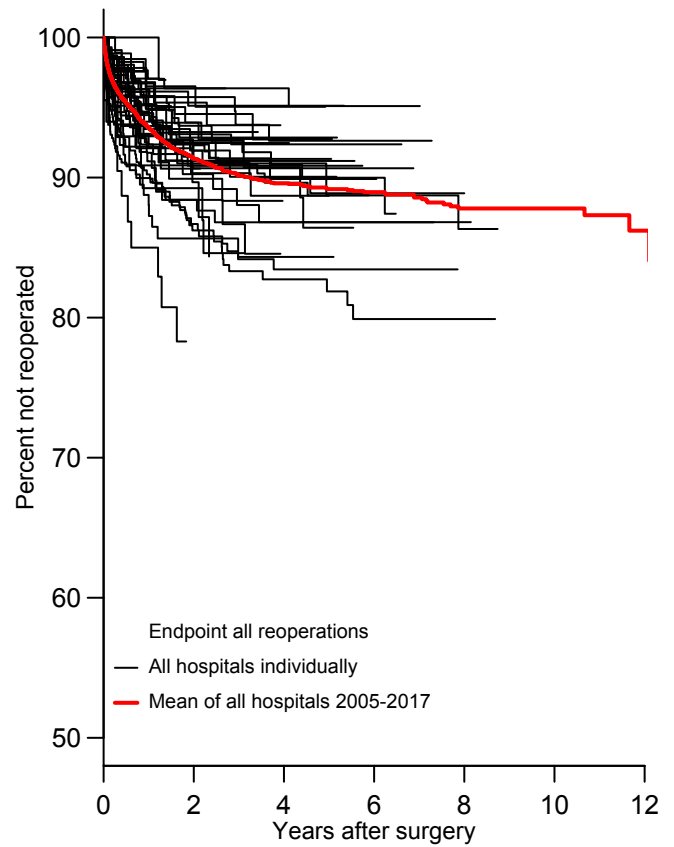 100
90
80
70
60
50
Percent not reoperated
Endpoint all reoperations
All hospitals individually
Mean of all hospitals 2005-2017
0 2 4 6 8 10 12
Years after surgery